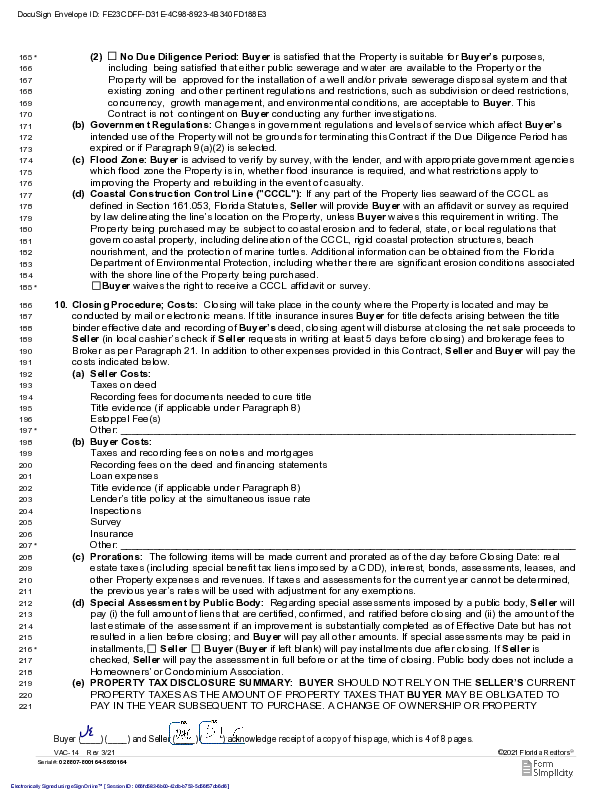 DocuSign Envelope ID: FE23CDFF-D31E-4C98-8923-4B340FD188E3
165* (2) ☐ No Due Diligence Period: Buyer is satisfied that the Property is suitable for Buyer's purposes,
166 including being satisfied that either public sewerage and water are available to the Property or the
167 Property will be approved for the installation of a well and/or private sewerage disposal system and that
168 existing zoning and other pertinent regulations and restrictions, such as subdivision or deed restrictions,
169 concurrency, growth management, and environmental conditions, are acceptable to Buyer. This
170 Contract is not contingent on Buyer conducting any further investigations.
171 (b) Government Regulations: Changes in government regulations and levels of service which affect Buyer's
172 intended use of the Property will not be grounds for terminating this Contract if the Due Diligence Period has
173 expired or if Paragraph 9(a)(2) is selected.
174 (c) Flood Zone: Buyer is advised to verify by survey, with the lender, and with appropriate government agencies
175 which flood zone the Property is in, whether flood insurance is required, and what restrictions apply to
176 improving the Property and rebuilding in the event of casualty.
177 (d) Coastal Construction Control Line ("CCCL"): If any part of the Property lies seaward of the CCCL as
178 defined in Section 161.053, Florida Statutes, Seller will provide Buyer with an affidavit or survey as required
179 by law delineating the line's location on the Property, unless Buyer waives this requirement in writing. The
180 Property being purchased may be subject to coastal erosion and to federal, state, or local regulations that
181 govern coastal property, including delineation of the CCCL, rigid coastal protection structures, beach
182 nourishment, and the protection of marine turtles. Additional information can be obtained from the Florida
183 Department of Environmental Protection, including whether there are significant erosion conditions associated
184 with the shore line of the Property being purchased.
185* ☐Buyer waives the right to receive a CCCL affidavit or survey.
186 10. Closing Procedure; Costs: Closing will take place in the county where the Property is located and may be
187 conducted by mail or electronic means. If title insurance insures Buyer for title defects arising between the title
188 binder effective date and recording of Buyer's deed, closing agent will disburse at closing the net sale proceeds to
189 Seller (in local cashier's check if Seller requests in writing at least 5 days before closing) and brokerage fees to
190 Broker as per Paragraph 21. In addition to other expenses provided in this Contract, Seller and Buyer will pay the
191 costs indicated below.
192 (a) Seller Costs:
193 Taxes on deed
194 Recording fees for documents needed to cure title
195 Title evidence (if applicable under Paragraph 8)
196 Estoppel Fee(s)
197* Other:
198 (b) Buyer Costs:
199 Taxes and recording fees on notes and mortgages
200 Recording fees on the deed and financing statements
201 Loan expenses
202 Title evidence (if applicable under Paragraph 8)
203 Lender's title policy at the simultaneous issue rate
204 Inspections
205 Survey
206 Insurance
207* Other:
208 (c) Prorations: The following items will be made current and prorated as of the day before Closing Date: real
209 estate taxes (including special benefit tax liens imposed by a CDD), interest, bonds, assessments, leases, and
210 other Property expenses and revenues. If taxes and assessments for the current year cannot be determined,
211 the previous year's rates will be used with adjustment for any exemptions.
212 (d) Special Assessment by Public Body: Regarding special assessments imposed by a public body, Seller will
213 pay (i) the full amount of liens that are certified, confirmed, and ratified before closing and (ii) the amount of the
214 last estimate of the assessment if an improvement is substantially completed as of Effective Date but has not
215 resulted in a lien before closing; and Buyer will pay all other amounts. If special assessments may be paid in
216* installments, ☐ Seller ☐ Buyer (Buyer if left blank) will pay installments due after closing. If Seller is
217 checked, Seller will pay the assessment in full before or at the time of closing. Public body does not include a
218 Homeowners' or Condominium Association.
219 (e) PROPERTY TAX DISCLOSURE SUMMARY: BUYER SHOULD NOT RELY ON THE SELLER'S CURRENT
220 PROPERTY TAXES AS THE AMOUNT OF PROPERTY TAXES THAT BUYER MAY BE OBLIGATED TO
221 PAY IN THE YEAR SUBSEQUENT TO PURCHASE. A CHANGE OF OWNERSHIP OR PROPERTY
Buyer (____) (____) and Seller (____) (____) acknowledge receipt of a copy of this page, which is 4 of 8 pages.
VAC-14 Rev 3/21 ©2021 Florida Realtors®
Serial#: 028607-800164-5650164
Form
Simplicity
Electronically Signed using eSignOnline™